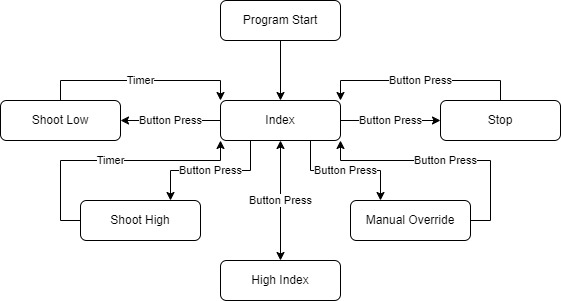 Program Start
Timer
Button Press
Shoot Low
Button Press
Index
Button Press
Stop
Timer
Button Press
Button Press
Button Press
Button Press
Shoot High
Manual Override
High Index